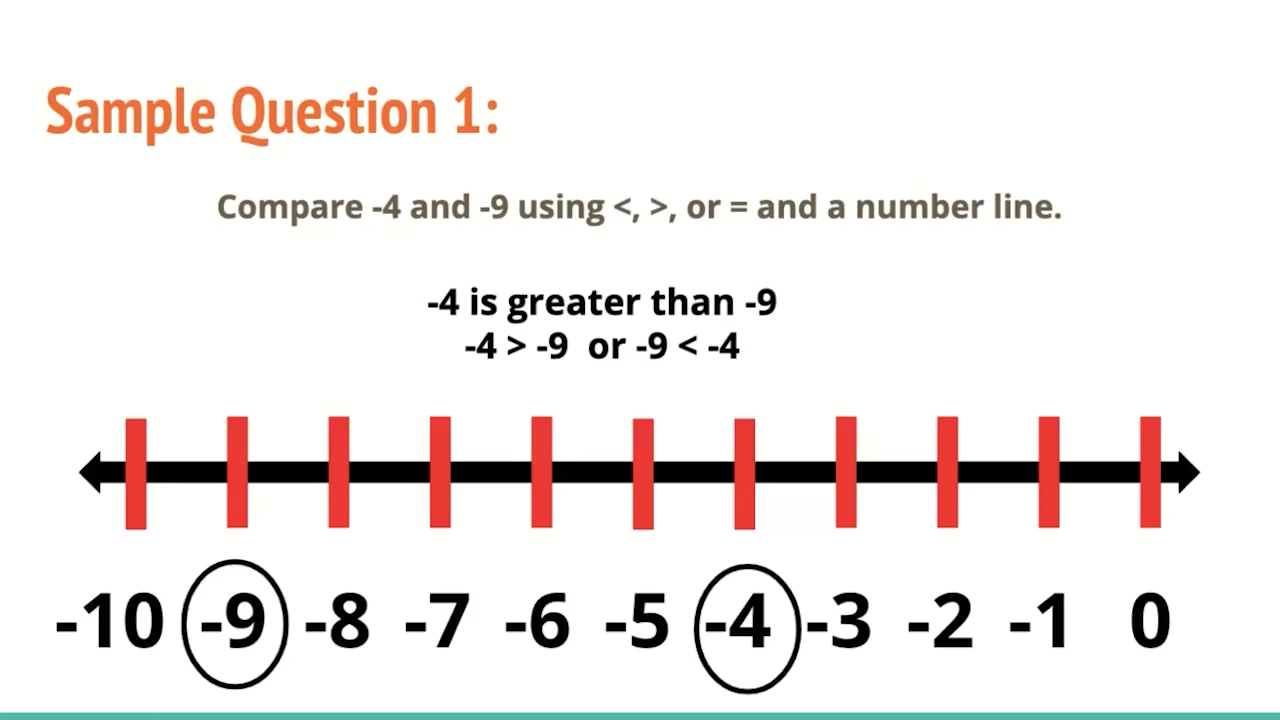 Sample Question 1:
Compare -4 and -9 using <, >, or = and a number line.
-4 is greater than -9
-4 > -9  or -9 < -4
-10 -9 -8 -7 -6 -5 -4 -3 -2 -1 0